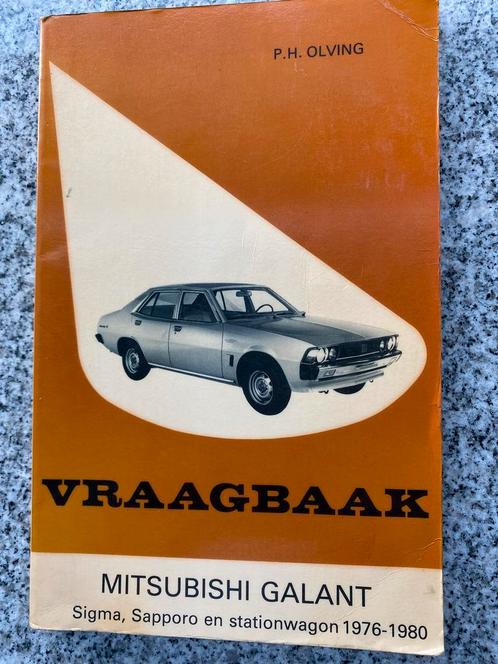 P.H. OLVING
VRAAGBAAK
MITSUBISHI GALANT
Sigma, Sapporo en stationwagon 1976-1980